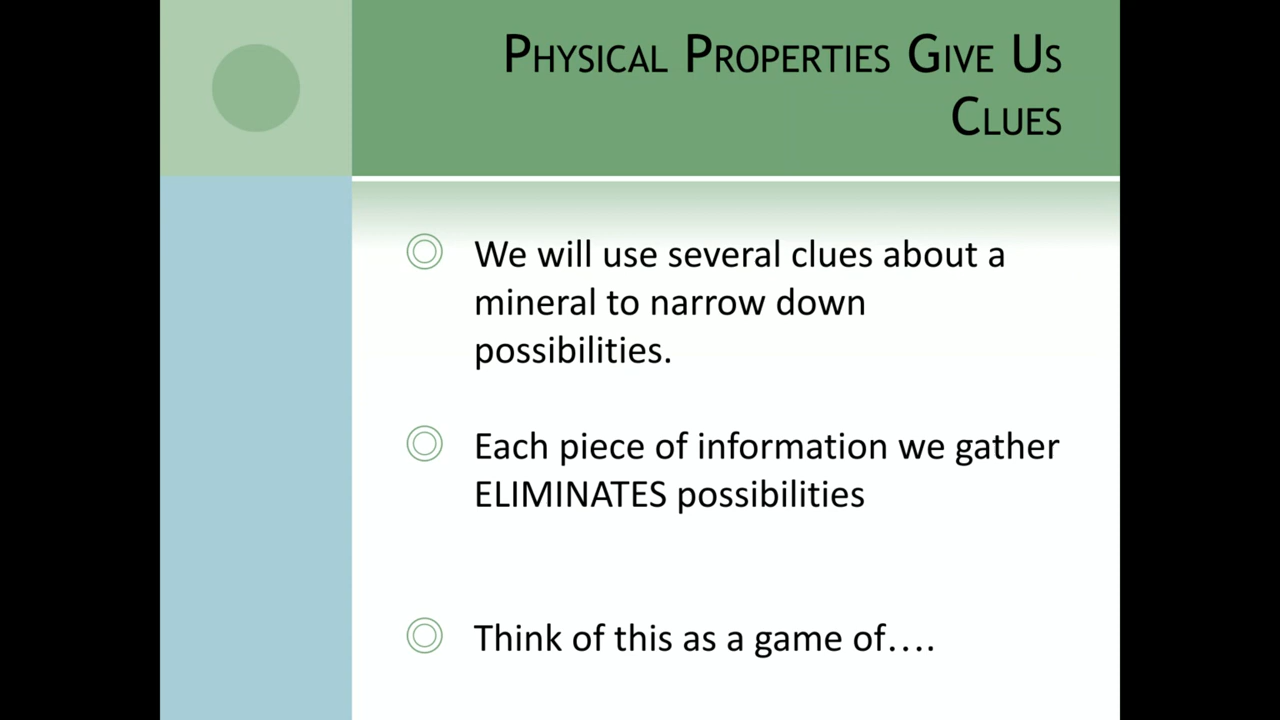 Physical Properties Give Us
Clues
We will use several clues about a
mineral to narrow down
possibilities.
Each piece of information we gather
ELIMINATES possibilities
Think of this as a game of....